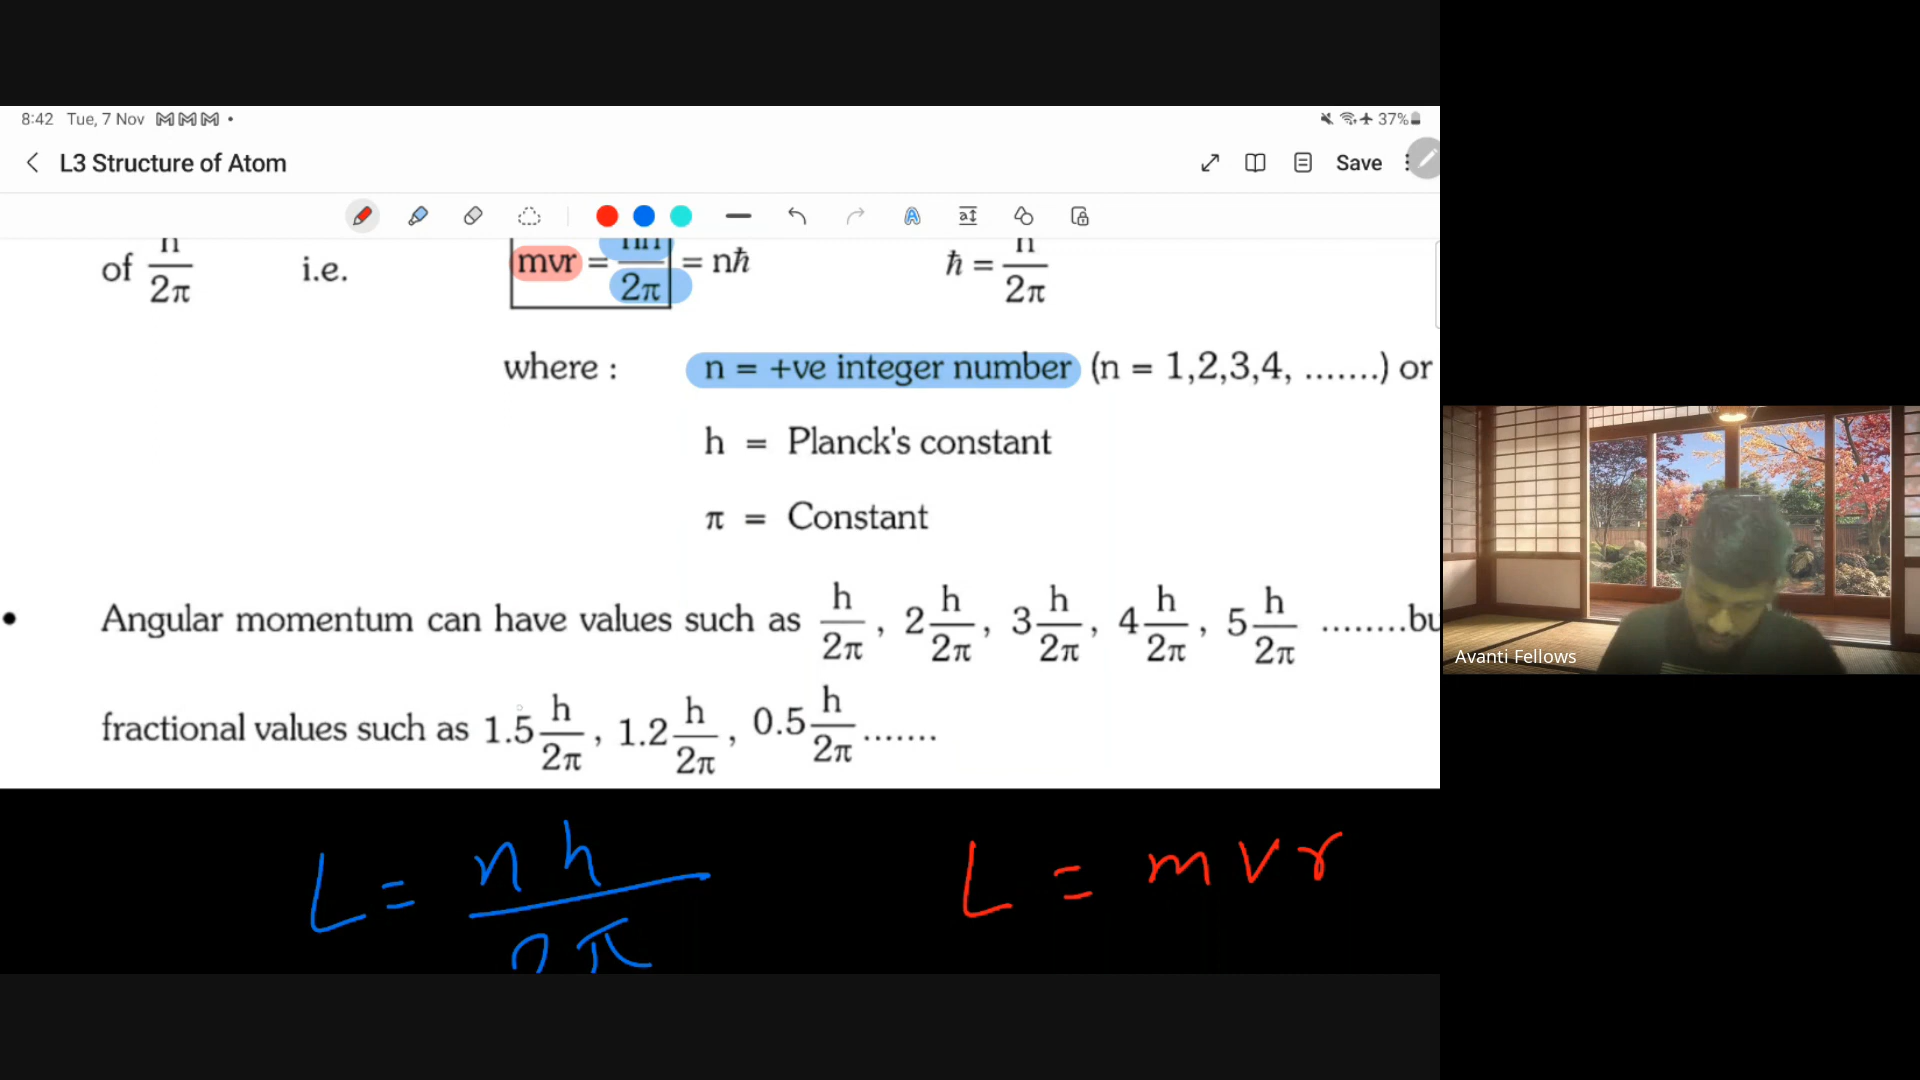 8:42 Tue, 7 Nov
37%
L3 Structure of Atom
Save
of h/2π i.e. mvr = nh/2π = nħ ħ = h/2π
where : n = +ve integer number (n = 1,2,3,4, .......) or
h = Planck's constant
π = Constant
• Angular momentum can have values such as h/2π, 2 h/2π, 3 h/2π, 4 h/2π, 5 h/2π ........bu
fractional values such as 1.5 h/2π, 1.2 h/2π, 0.5 h/2π .......
L = nh/2π L = mvr
Avanti Fellows